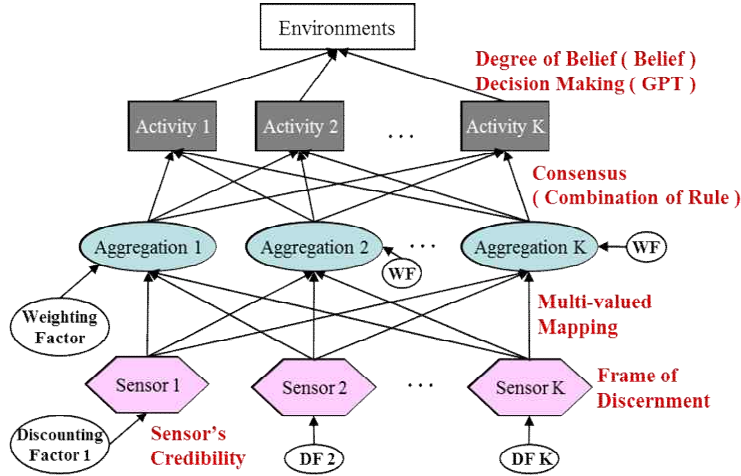 Environments
Degree of Belief ( Belief )
Decision Making ( GPT )
Activity 1
Activity 2
...
Activity K
Consensus
( Combination of Rule )
Aggregation 1
Aggregation 2
...
Aggregation K
WF
WF
Weighting
Factor
Multi-valued
Mapping
Sensor 1
Sensor 2
...
Sensor K
Frame of
Discernment
Discounting
Factor 1
Sensor's
Credibility
DF 2
DF K